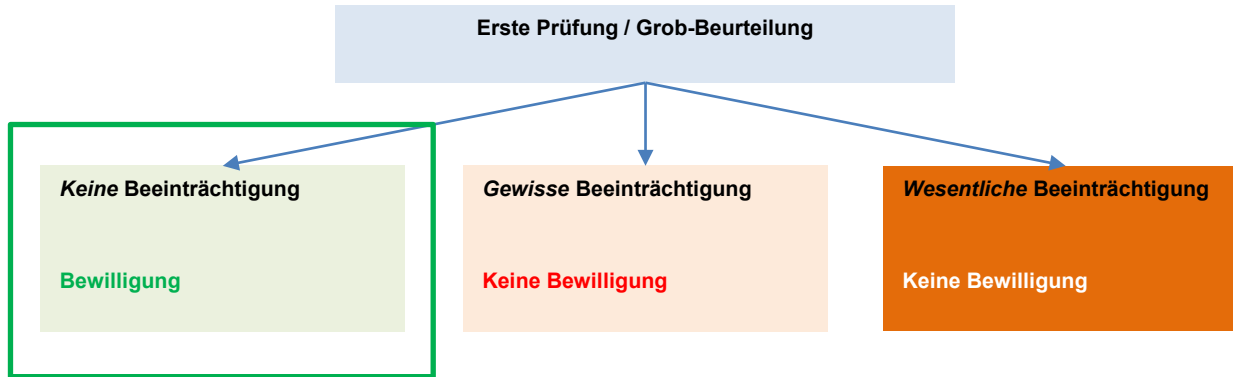 Erste Prüfung / Grob-Beurteilung
Keine Beeinträchtigung
Bewilligung
Gewisse Beeinträchtigung
Keine Bewilligung
Wesentliche Beeinträchtigung
Keine Bewilligung